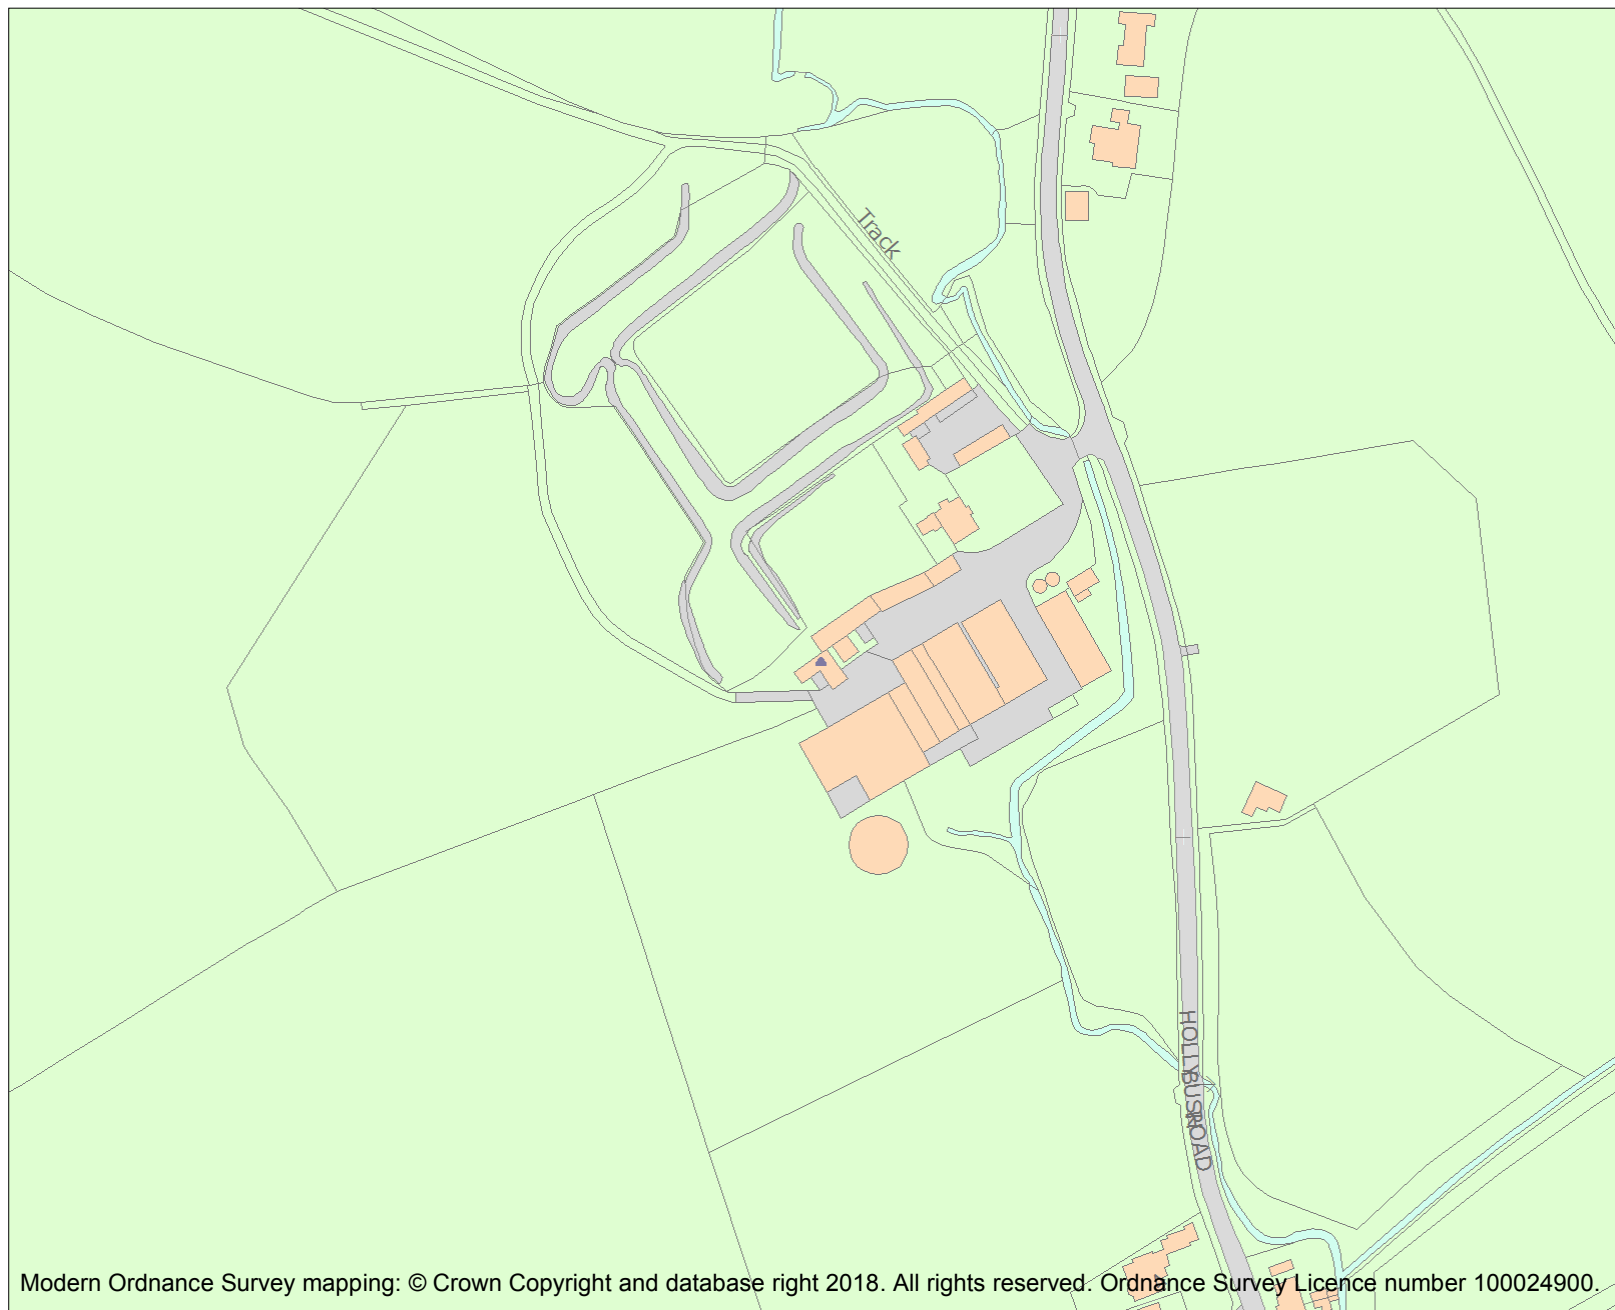 Track
HOLLYBUSH ROAD
Modern Ordnance Survey mapping: © Crown Copyright and database right 2018. All rights reserved. Ordnance Survey Licence number 100024900.